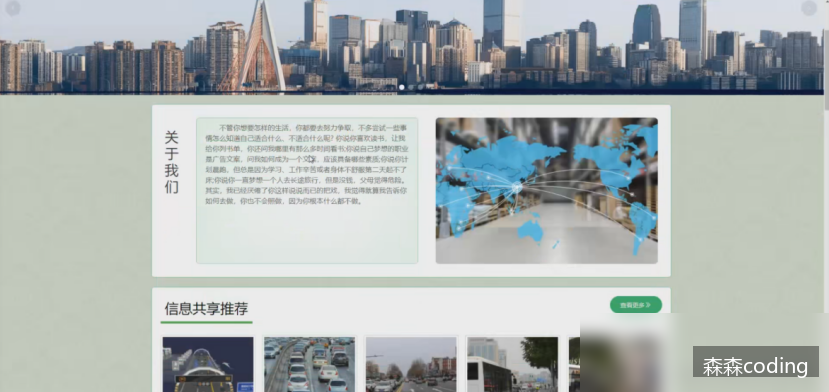 关于我们
不管你想要怎样的生活，你都要去努力争取，不多尝试一些事
情怎么知道自己适合什么、不适合什么呢？你说你喜欢读书，让我
给你列书单，你还问我哪里有那么多时间看书;你说自己梦想的职业
是广告文案，问我如何成为一个文案，应该具备哪些素质;你说你计
划晨跑，但总是因为学习、工作辛苦或者身体不舒服第二天起不了
床;你说你一直梦想一个人去长途旅行，但是没钱，父母觉得危险。
其实，我已经厌倦了你这样说说而已的把戏，我觉得就算我告诉你
如何去做，你也不会照做，因为你根本什么都不做。
信息共享推荐
查看更多
森森coding